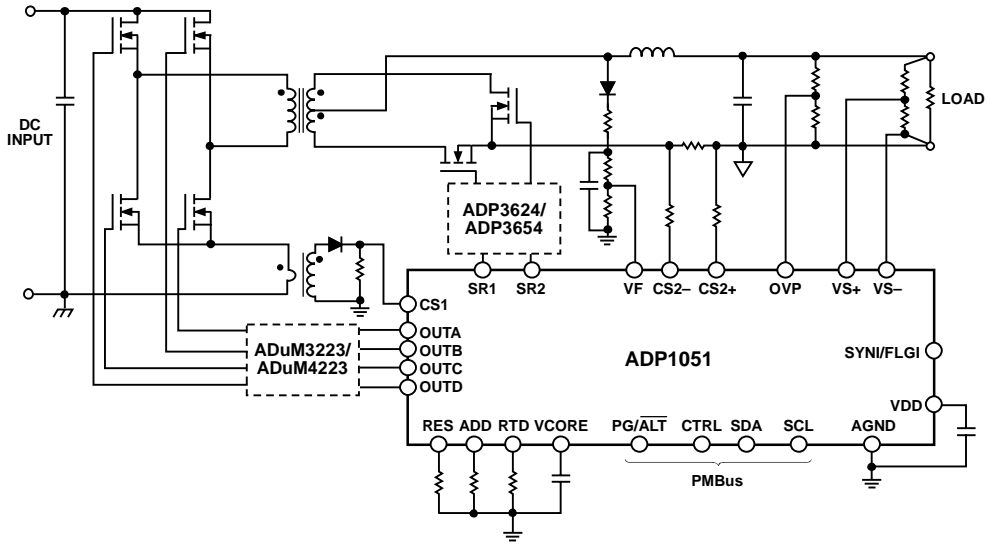 DC
INPUT
LOAD
ADP3624/
ADP3654
SR1
SR2
VF
CS2–
CS2+
OVP
VS+
VS–
CS1
OUTA
OUTB
OUTC
OUTD
ADuM3223/
ADuM4223
ADP1051
SYNI/FLGI
VDD
RES
ADD
RTD
VCORE
PG/ALT
CTRL
SDA
SCL
AGND
PMBus